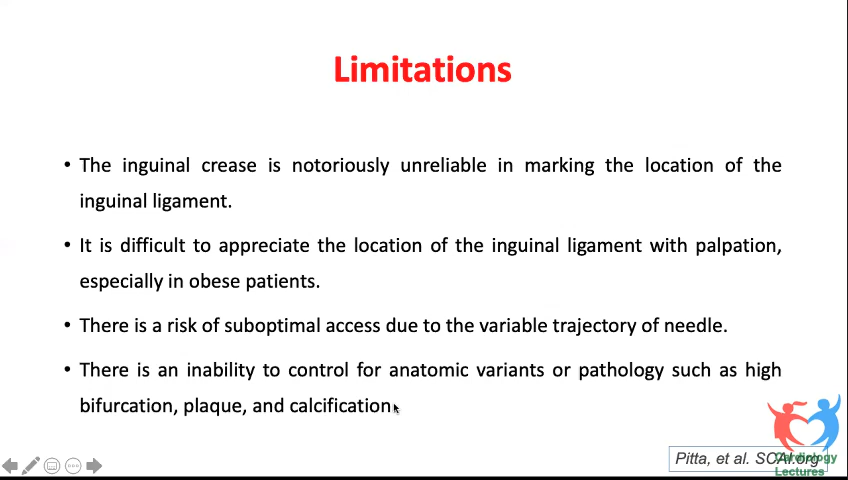 Limitations
• The inguinal crease is notoriously unreliable in marking the location of the
inguinal ligament.
• It is difficult to appreciate the location of the inguinal ligament with palpation,
especially in obese patients.
• There is a risk of suboptimal access due to the variable trajectory of needle.
• There is an inability to control for anatomic variants or pathology such as high
bifurcation, plaque, and calcification
Pitta, et al. SCAI.org
Cardiology
Lectures